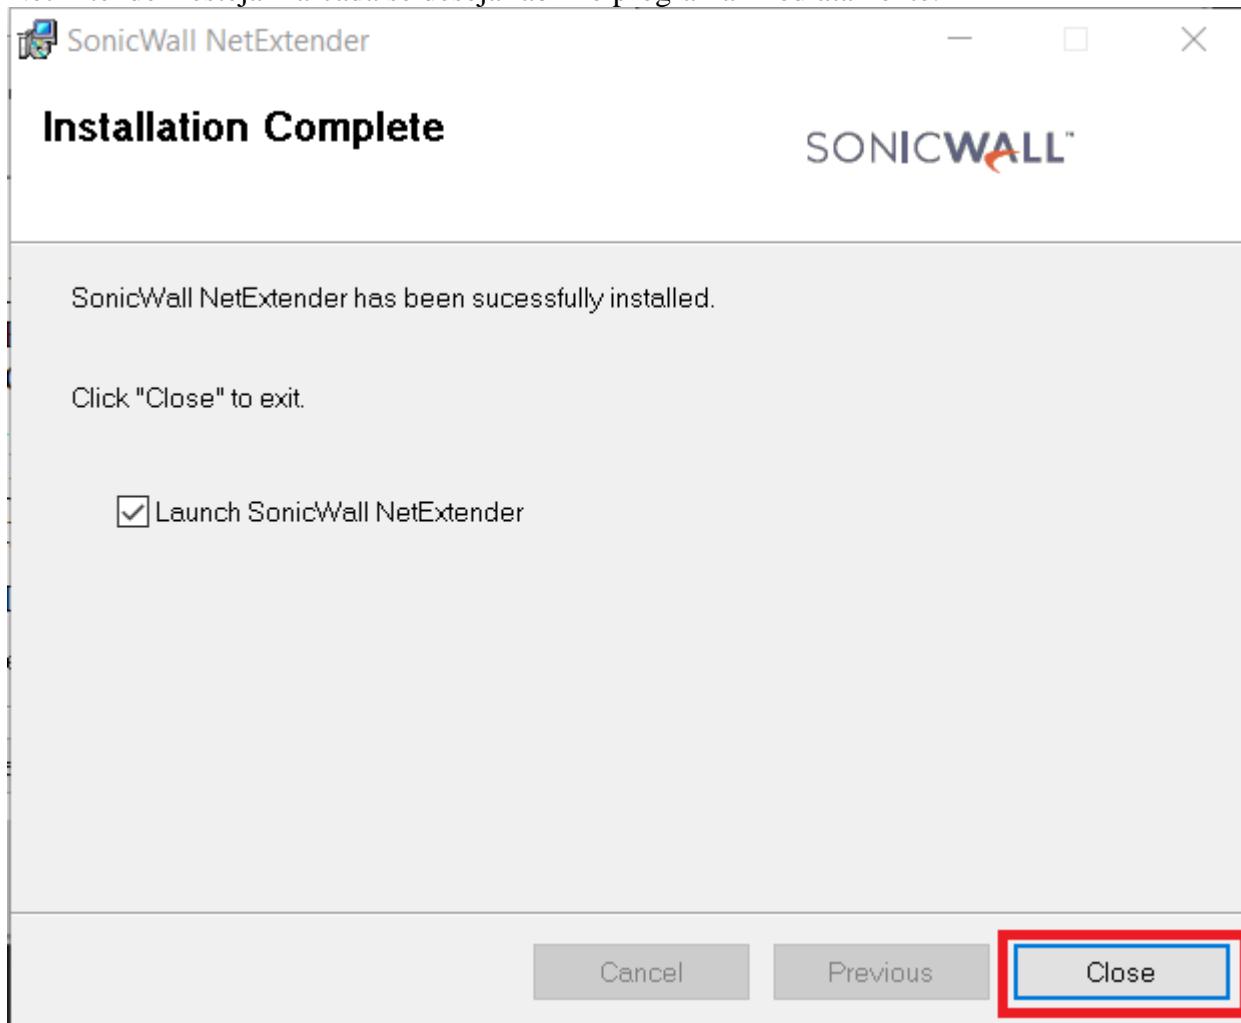 SonicWall NetExtender
Installation Complete
SONICWALL™
SonicWall NetExtender has been sucessfully installed.
Click "Close" to exit.
Launch SonicWall NetExtender
Cancel
Previous
Close